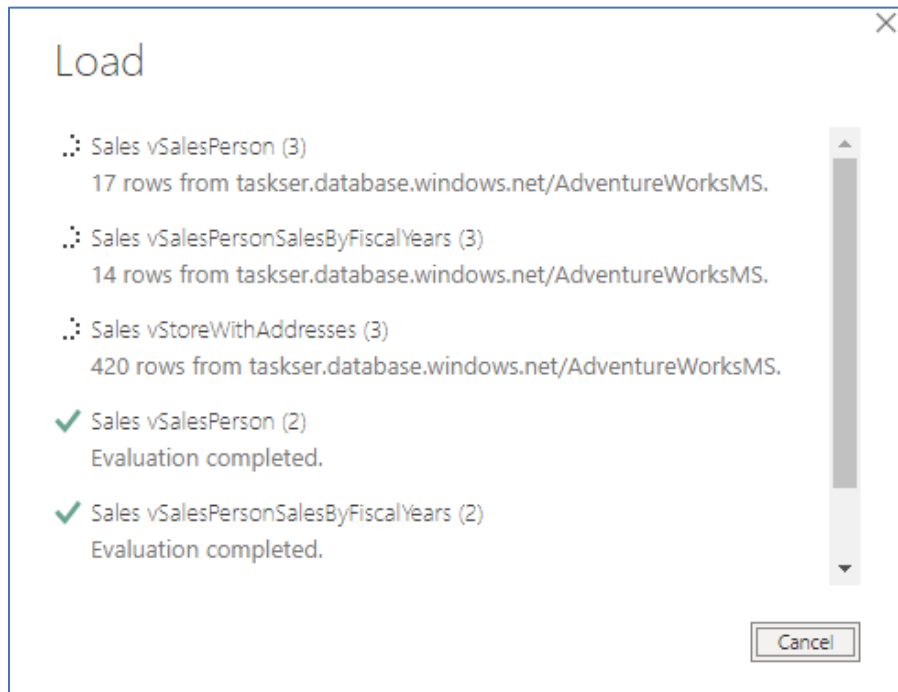 Load
Sales vSalesPerson (3)
17 rows from taskser.database.windows.net/AdventureWorksMS.
Sales vSalesPersonSalesByFiscalYears (3)
14 rows from taskser.database.windows.net/AdventureWorksMS.
Sales vStoreWithAddresses (3)
420 rows from taskser.database.windows.net/AdventureWorksMS.
Sales vSalesPerson (2)
Evaluation completed.
Sales vSalesPersonSalesByFiscalYears (2)
Evaluation completed.
Cancel